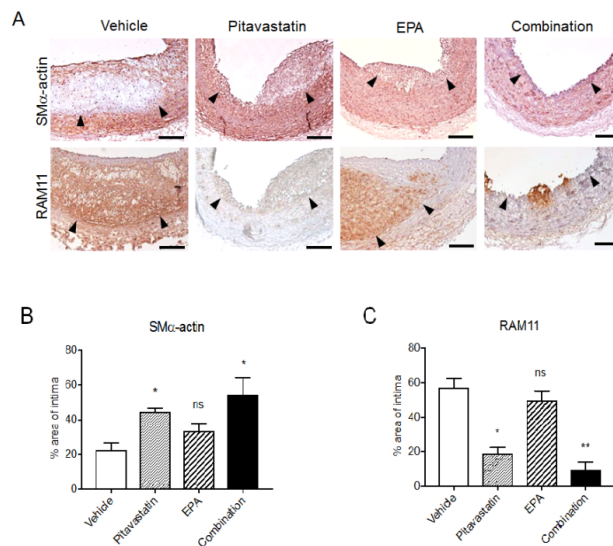 A
Vehicle Pitavastatin EPA Combination
SMα-actin
RAM11
B
SMα-actin
% area of intima
80
60
40
20
0
*
ns
*
Vehicle
Pitavastatin
EPA
Combination
C
RAM11
% area of intima
80
60
40
20
0
*
ns
**
Vehicle
Pitavastatin
EPA
Combination